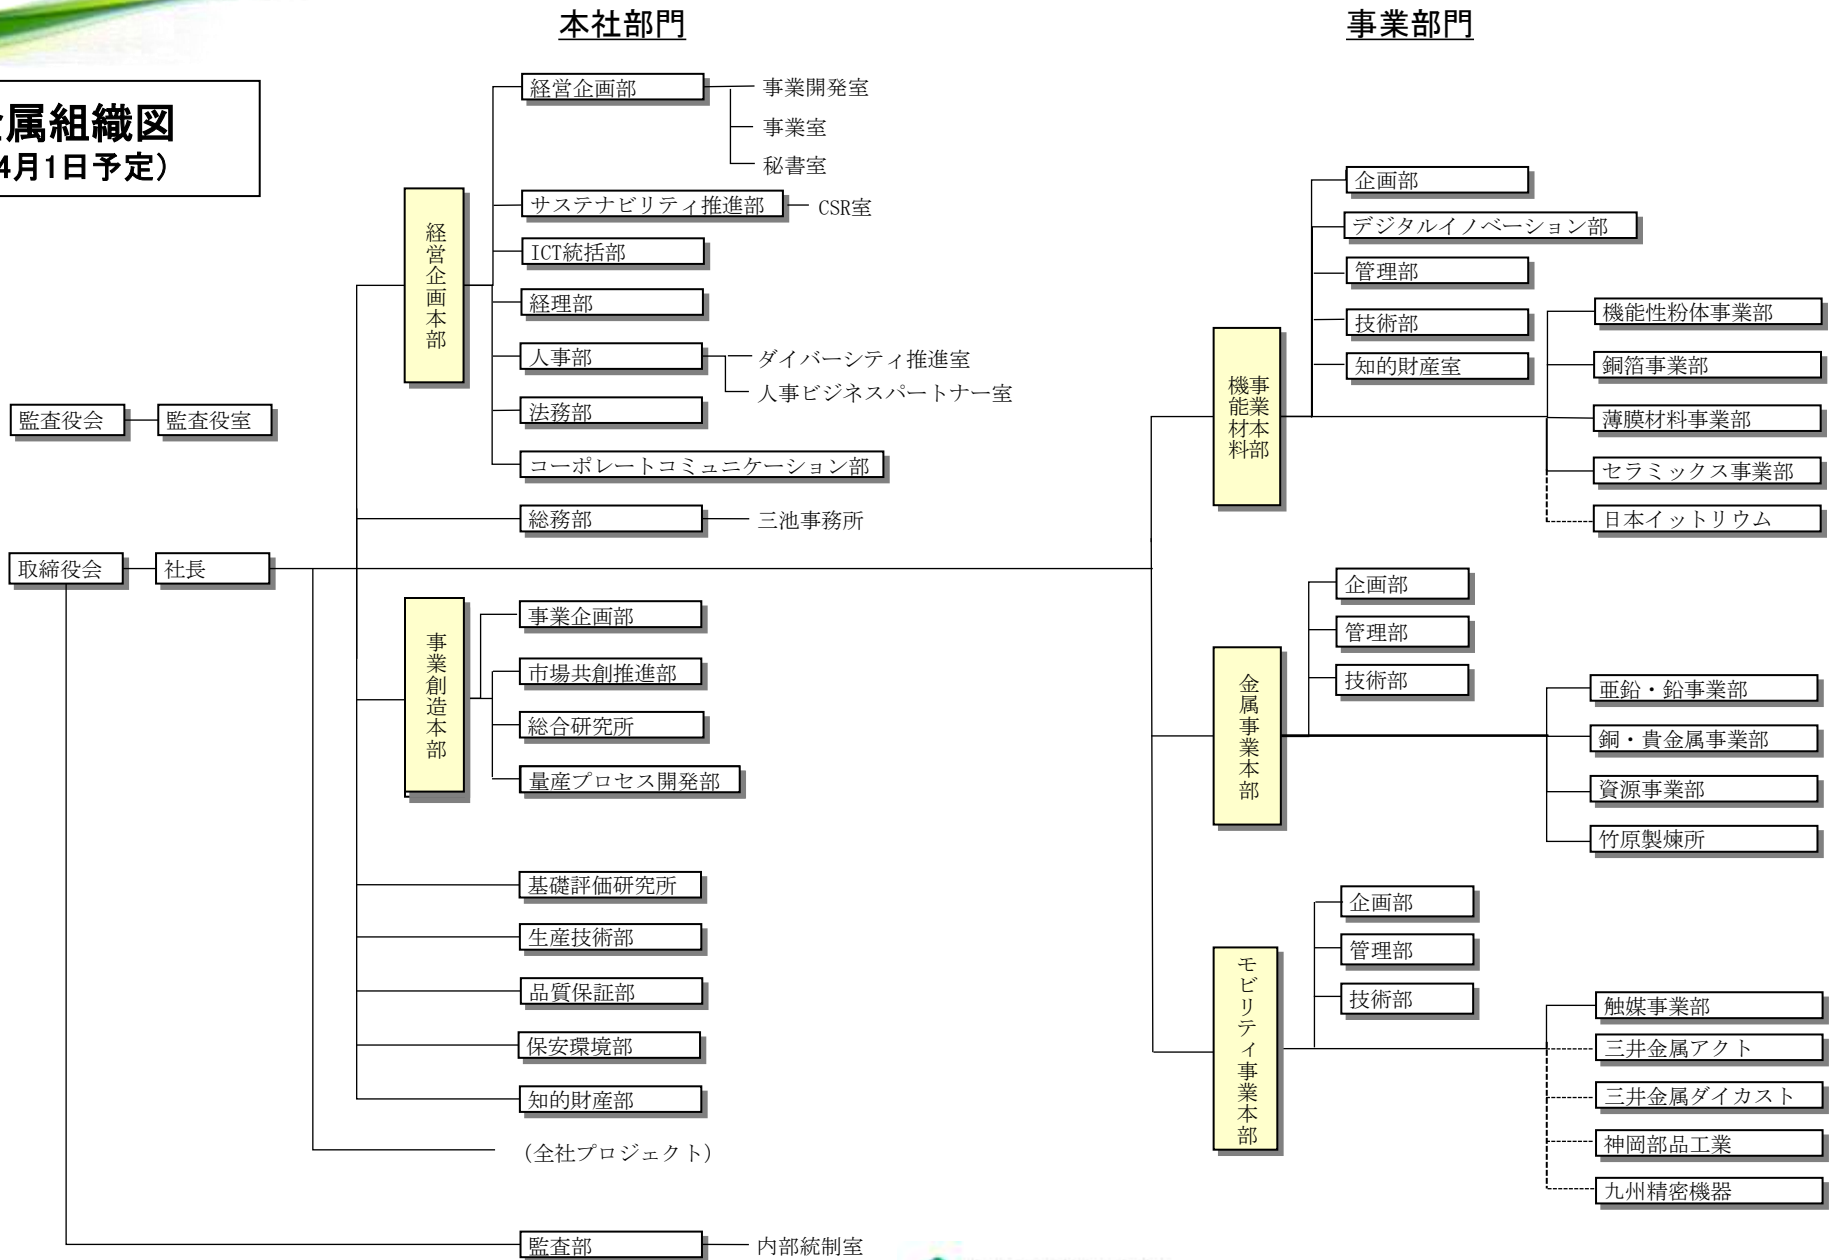 本社部門
事業部門
属組織図
4月1日予定）
経営企画本部
経営企画部
事業開発室
事業室
秘書室
サステナビリティ推進部
CSR室
ICT統括部
経理部
人事部
ダイバーシティ推進室
人事ビジネスパートナー室
法務部
コーポレートコミュニケーション部
監査役会
監査役室
総務部
三池事務所
取締役会
社長
事業創造本部
事業企画部
市場共創推進部
総合研究所
量産プロセス開発部
基礎評価研究所
生産技術部
品質保証部
保安環境部
知的財産部
（全社プロジェクト）
監査部
内部統制室
機能材料
事業本部
企画部
デジタルイノベーション部
管理部
技術部
知的財産室
機能性粉体事業部
銅箔事業部
薄膜材料事業部
セラミックス事業部
日本イットリウム
金属事業本部
企画部
管理部
技術部
亜鉛・鉛事業部
銅・貴金属事業部
資源事業部
竹原製煉所
モビリティ事業本部
企画部
管理部
技術部
触媒事業部
三井金属アクト
三井金属ダイカスト
神岡部品工業
九州精密機器